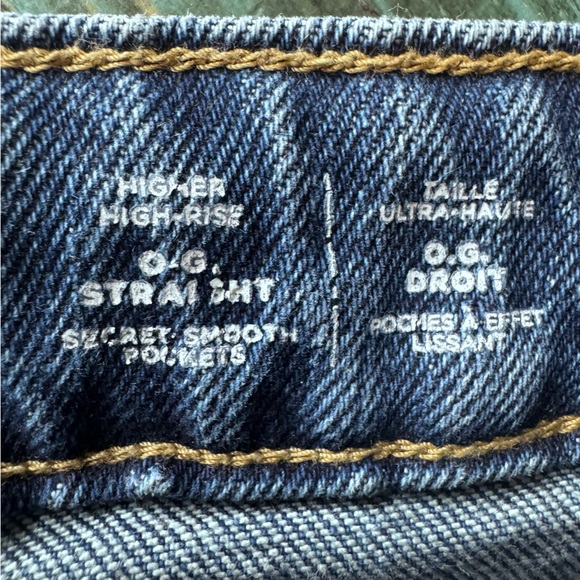 HIGHER
HIGH-RISE
O.G.
STRAIGHT
SECRET-SMOOTH
POCKETS
TAILLE
ULTRA-HAUTE
O.G.
DROIT
POCHES À EFFET
LISSANT